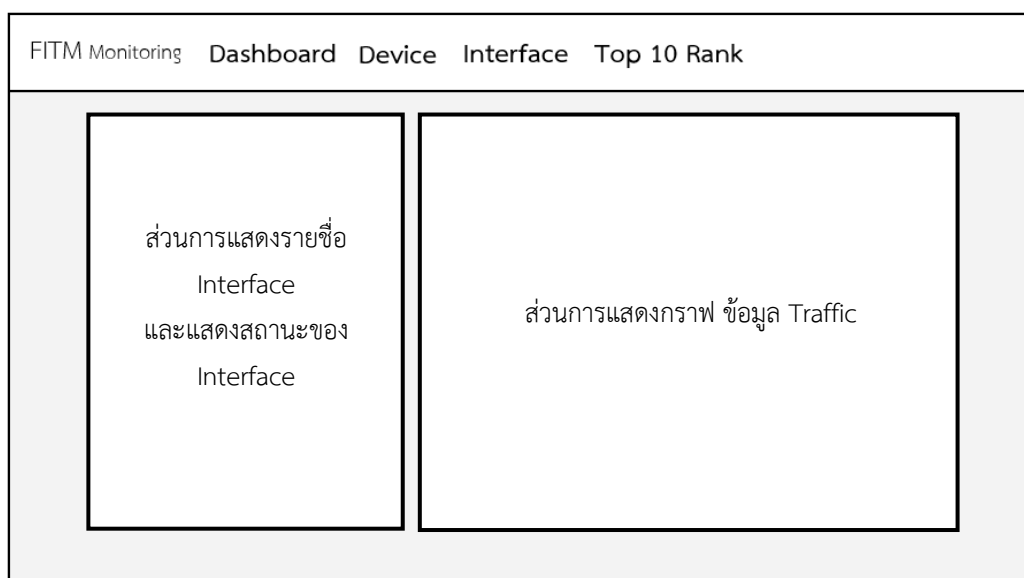 FITM Monitoring Dashboard Device Interface Top 10 Rank
ส่วนการแสดงรายชื่อ
Interface
และแสดงสถานะของ
Interface
ส่วนการแสดงกราฟ ข้อมูล Traffic